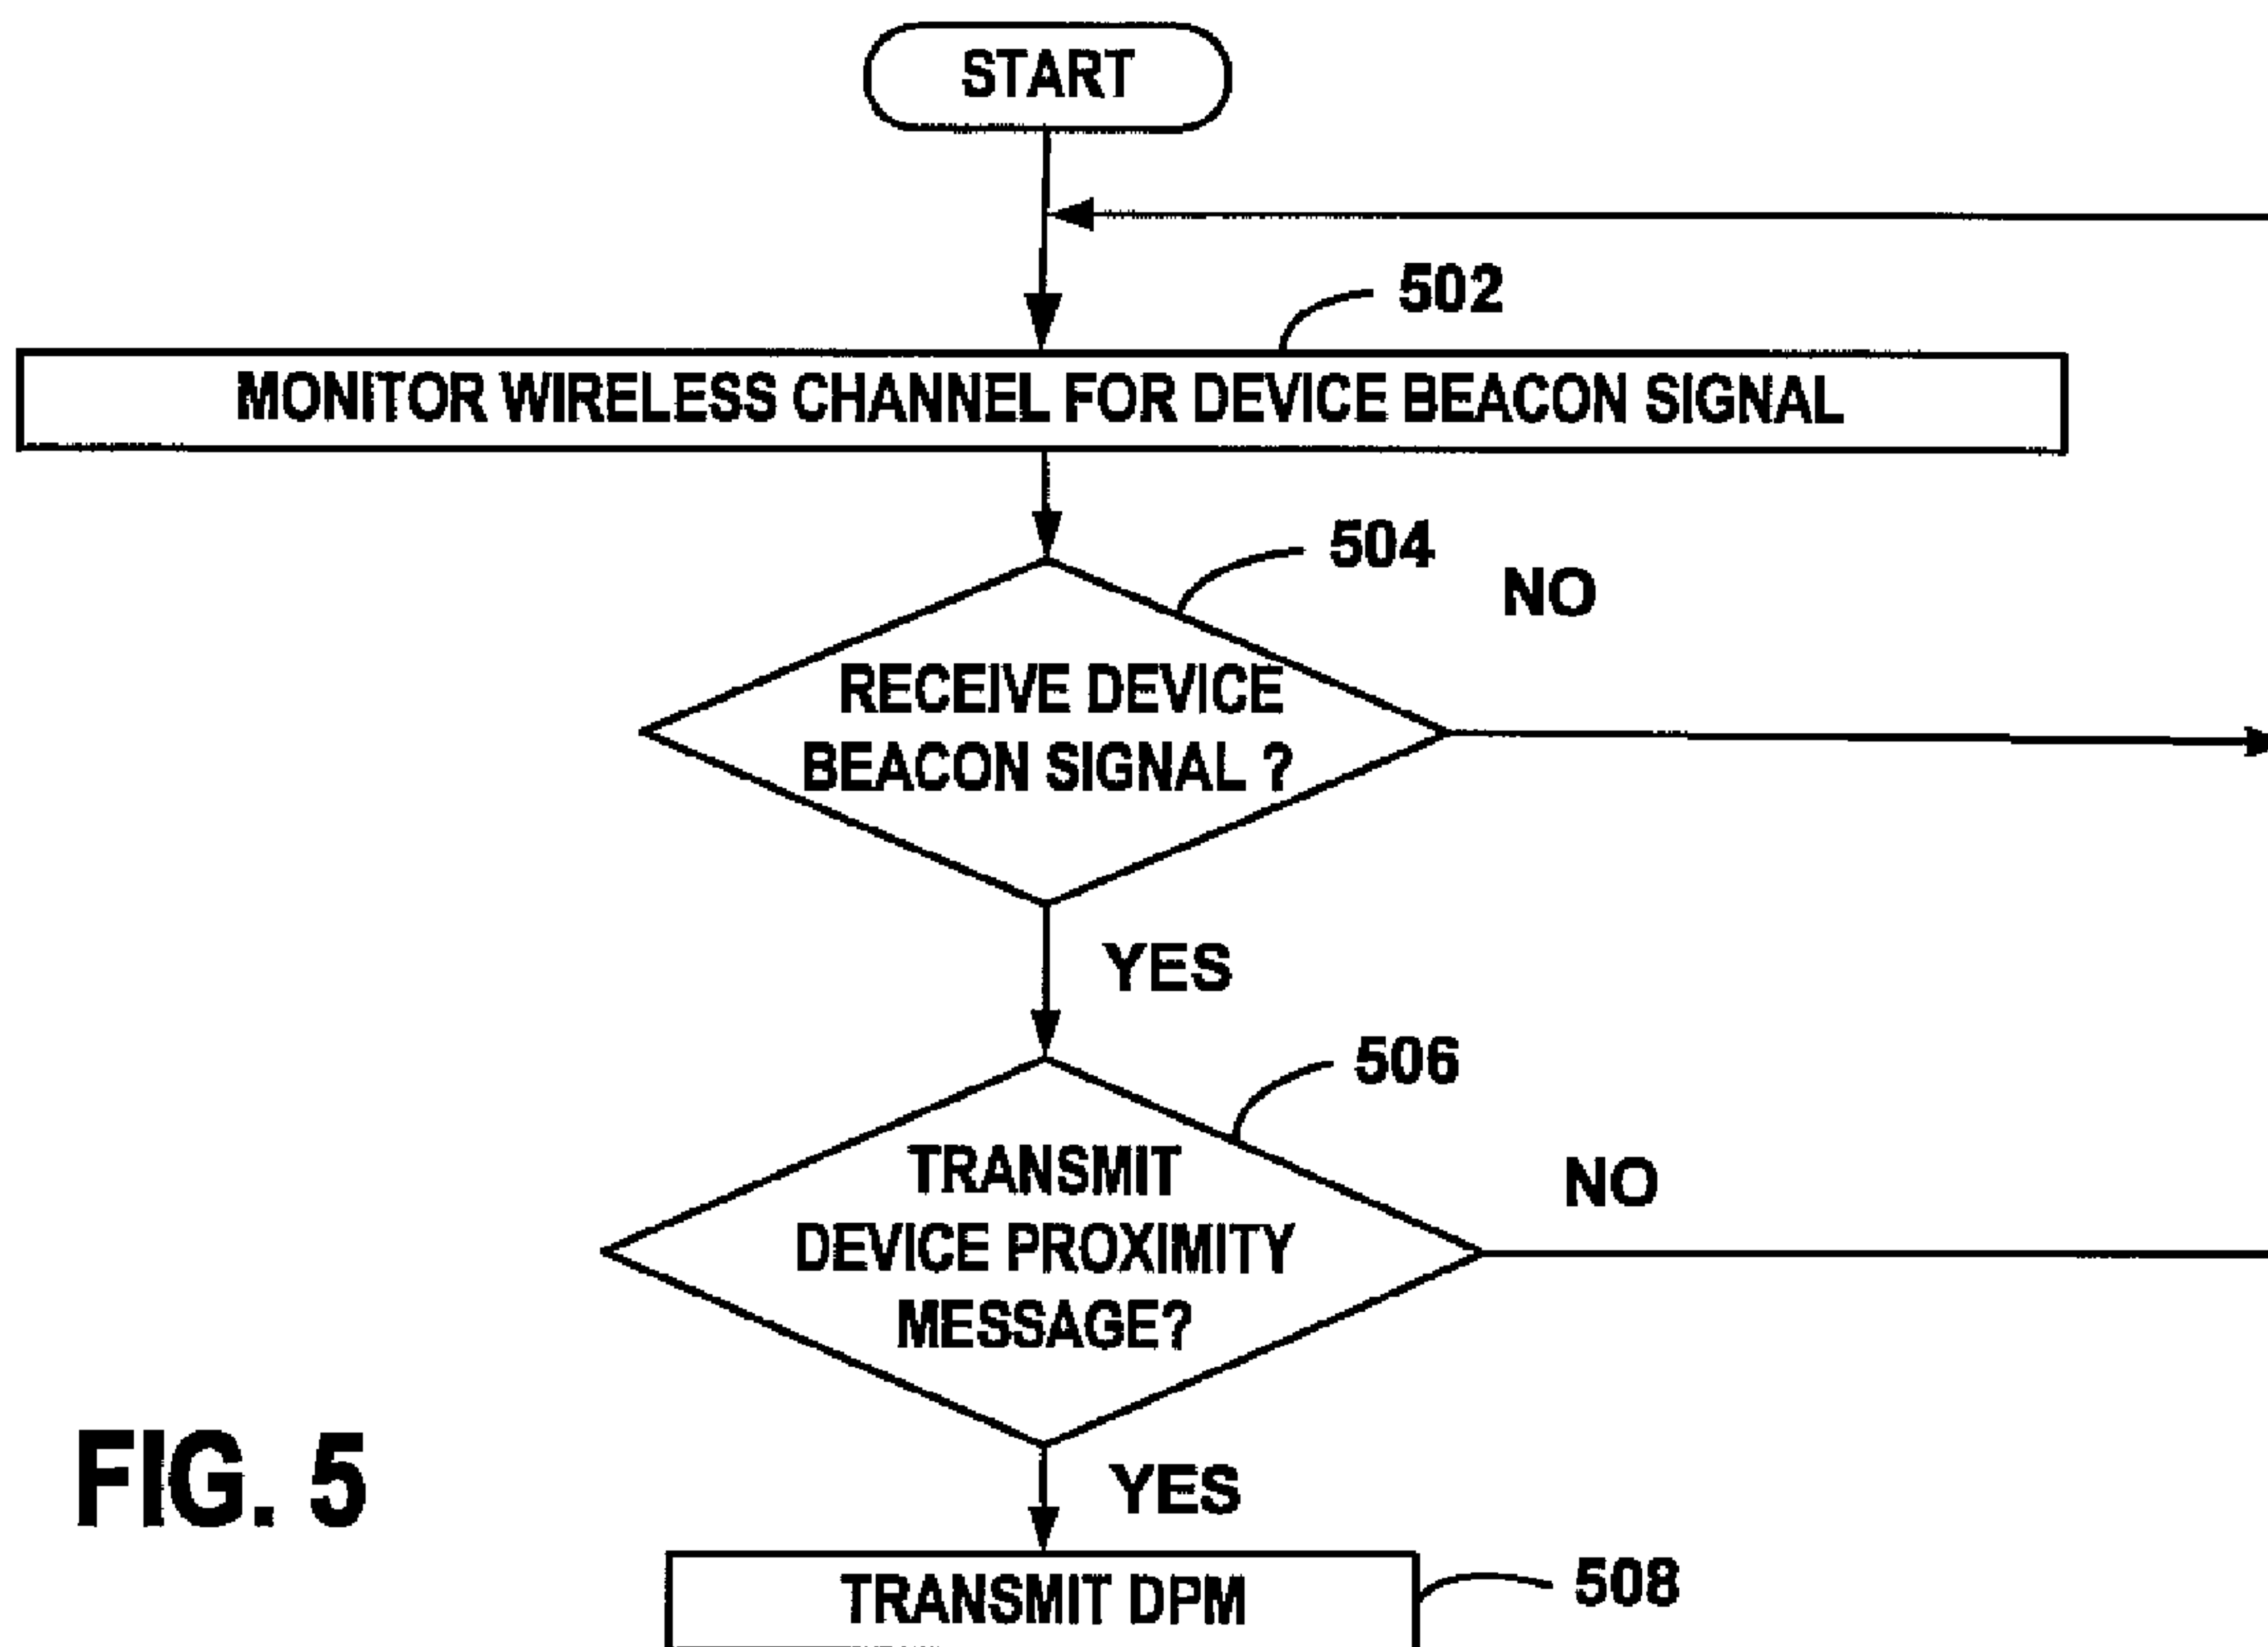 START
502
MONITOR WIRELESS CHANNEL FOR DEVICE BEACON SIGNAL
504
NO
RECEIVE DEVICE
BEACON SIGNAL ?
YES
506
TRANSMIT
DEVICE PROXIMITY
MESSAGE?
NO
FIG. 5
YES
TRANSMIT DPM
508